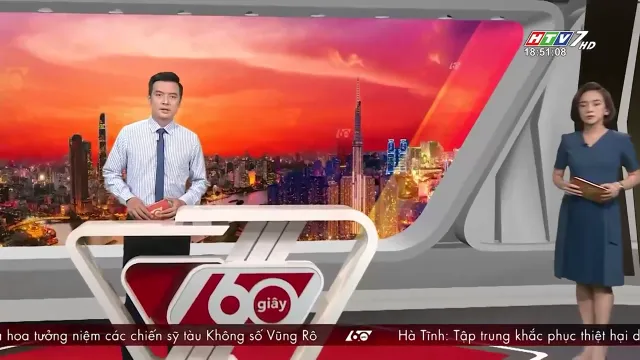 HTV7 HD
18:51:08
60 giây
hoa tưởng niệm các chiến sỹ tàu Không số Vũng Rô
60
Hà Tĩnh: Tập trung khắc phục thiệt hại